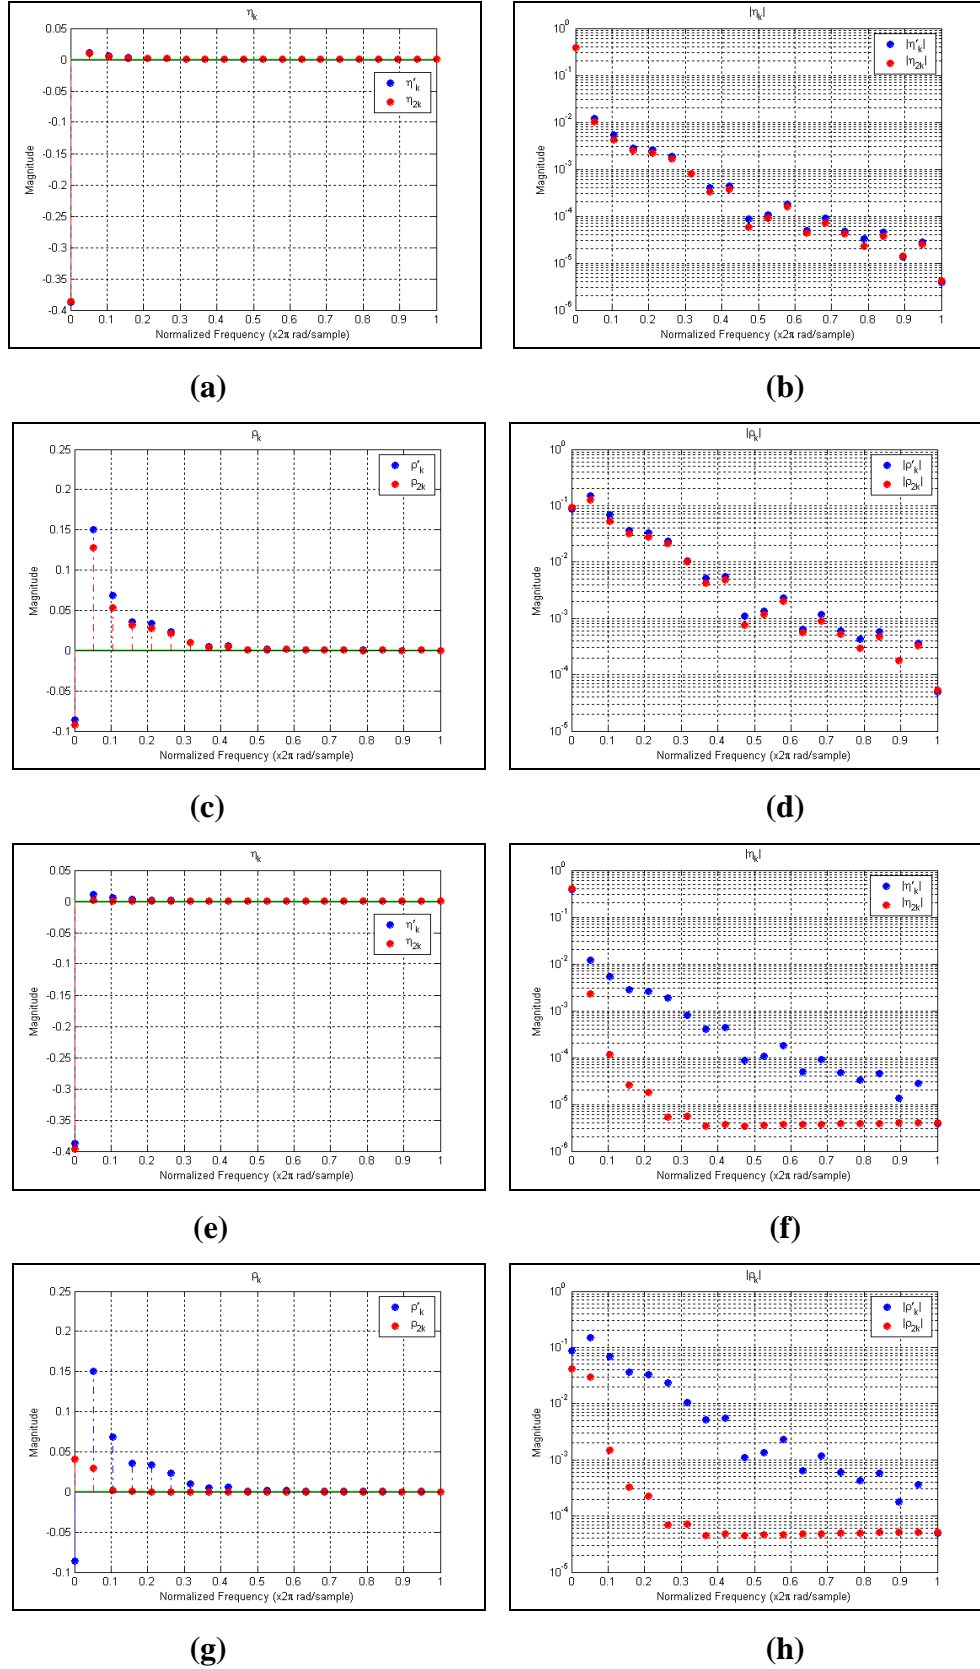 η_k
0.05
0
-0.05
-0.1
-0.15
-0.2
-0.25
-0.3
-0.35
-0.4
Magnitude
η'_k
η_2k
0 0.1 0.2 0.3 0.4 0.5 0.6 0.7 0.8 0.9 1
Normalized Frequency (x2π rad/sample)
(a)
|η_k|
10^0
10^-1
10^-2
10^-3
10^-4
10^-5
10^-6
Magnitude
|η'_k|
|η_2k|
0 0.1 0.2 0.3 0.4 0.5 0.6 0.7 0.8 0.9 1
Normalized Frequency (x2π rad/sample)
(b)
ρ_k
0.25
0.2
0.15
0.1
0.05
0
-0.05
-0.1
Magnitude
ρ'_k
ρ_2k
0 0.1 0.2 0.3 0.4 0.5 0.6 0.7 0.8 0.9 1
Normalized Frequency (x2π rad/sample)
(c)
|ρ_k|
10^0
10^-1
10^-2
10^-3
10^-4
10^-5
Magnitude
|ρ'_k|
|ρ_2k|
0 0.1 0.2 0.3 0.4 0.5 0.6 0.7 0.8 0.9 1
Normalized Frequency (x2π rad/sample)
(d)
η_k
0.05
0
-0.05
-0.1
-0.15
-0.2
-0.25
-0.3
-0.35
-0.4
Magnitude
η'_k
η_2k
0 0.1 0.2 0.3 0.4 0.5 0.6 0.7 0.8 0.9 1
Normalized Frequency (x2π rad/sample)
(e)
|η_k|
10^0
10^-1
10^-2
10^-3
10^-4
10^-5
10^-6
Magnitude
|η'_k|
|η_2k|
0 0.1 0.2 0.3 0.4 0.5 0.6 0.7 0.8 0.9 1
Normalized Frequency (x2π rad/sample)
(f)
ρ_k
0.25
0.2
0.15
0.1
0.05
0
-0.05
-0.1
Magnitude
ρ'_k
ρ_2k
0 0.1 0.2 0.3 0.4 0.5 0.6 0.7 0.8 0.9 1
Normalized Frequency (x2π rad/sample)
(g)
|ρ_k|
10^0
10^-1
10^-2
10^-3
10^-4
10^-5
Magnitude
|ρ'_k|
|ρ_2k|
0 0.1 0.2 0.3 0.4 0.5 0.6 0.7 0.8 0.9 1
Normalized Frequency (x2π rad/sample)
(h)